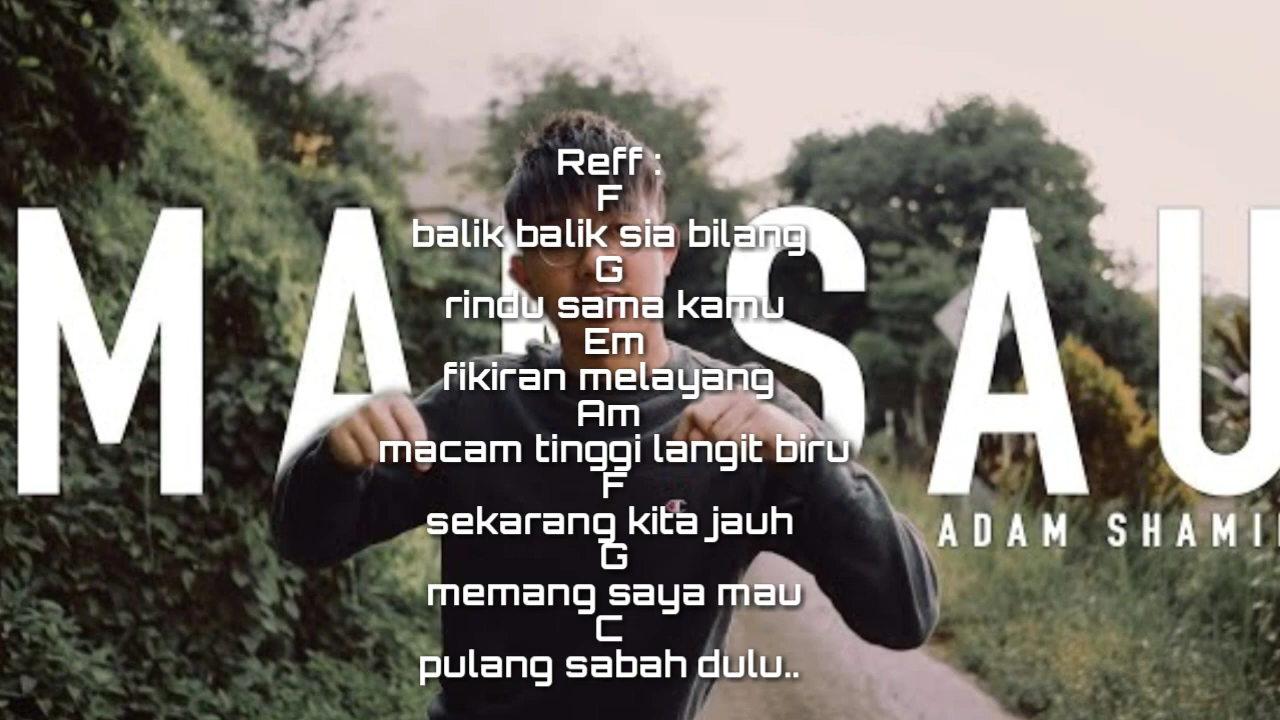 Reff :
F
balik balik sia bilang
G
rindu sama kamu
Em
fikiran melayang
Am
macam tinggi langit biru
F
sekarang kita jauh
G
memang saya mau
C
pulang sabah dulu..
SAU
ADAM SHAMI